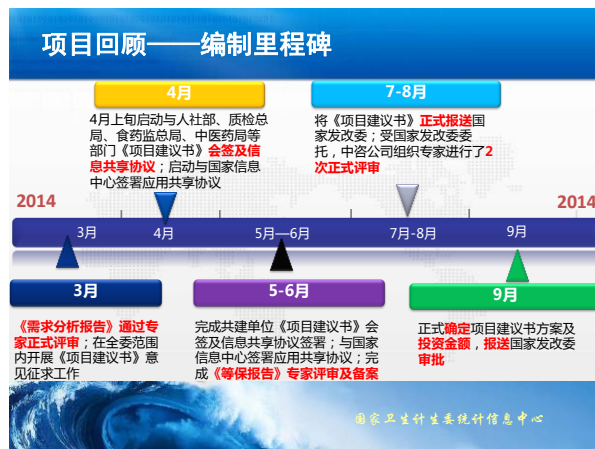 项目回顾——编制里程碑
4月
4月上旬启动与人社部、质检总
局、食药监总局、中医药局等
部门《项目建议书》会签及信
息共享协议；启动与国家信息
中心签署应用共享协议
7-8月
将《项目建议书》正式报送国
家发改委；受国家发改委委
托，中咨公司组织专家进行了2
次正式评审
2014
2014
3月
4月
5月—6月
7月-8月
9月
3月
《需求分析报告》通过专
家正式评审；在全委范围
内开展《项目建议书》意
见征求工作
5-6月
完成共建单位《项目建议书》会
签及信息共享协议签署；与国家
信息中心签署应用共享协议；完
成《等保报告》专家评审及备案
9月
正式确定项目建议书方案及
投资金额，报送国家发改委
审批
国家卫生计生委统计信息中心